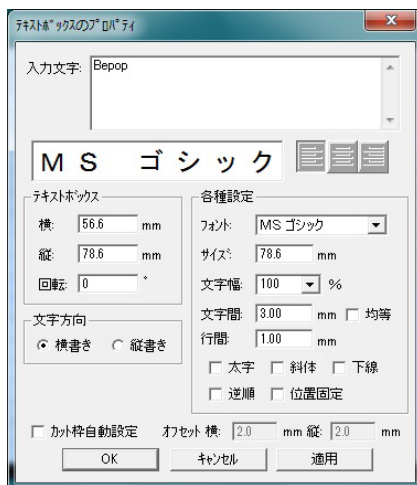 ﾃｷｽﾄﾎﾞｯｸｽのﾌﾟﾛﾊﾟﾃｨ
入力文字: Bepop
ＭＳ ゴシック
ﾃｷｽﾄﾎﾞｯｸｽ
横: 56.6 mm
縦: 78.6 mm
回転: 0 °
文字方向
横書き 縦書き
各種設定
ﾌｫﾝﾄ: MS ゴシック
ｻｲｽﾞ: 78.6 mm
文字幅: 100 %
文字間: 3.00 mm 均等
行間: 1.00 mm
太字 斜体 下線
逆順 位置固定
ｶｯﾄ枠自動設定 ｵﾌｾｯﾄ 横: 2.0 mm 縦: 2.0 mm
OK ｷｬﾝｾﾙ 適用